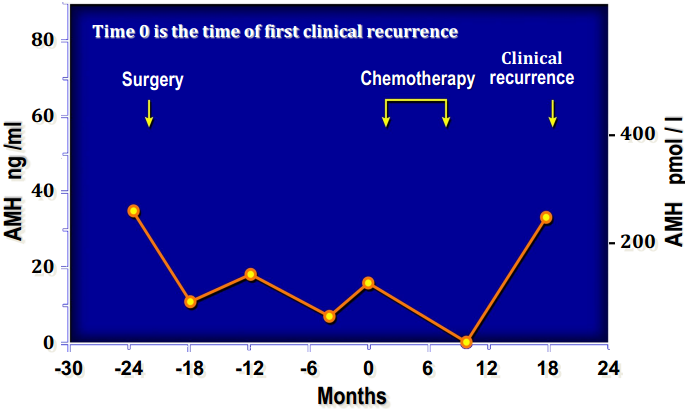 Time 0 is the time of first clinical recurrence
Surgery
Chemotherapy
Clinical
recurrence
AMH ng /ml
80
60
40
20
0
400
200
AMH pmol / l
-30 -24 -18 -12 -6 0 6 12 18 24
Months